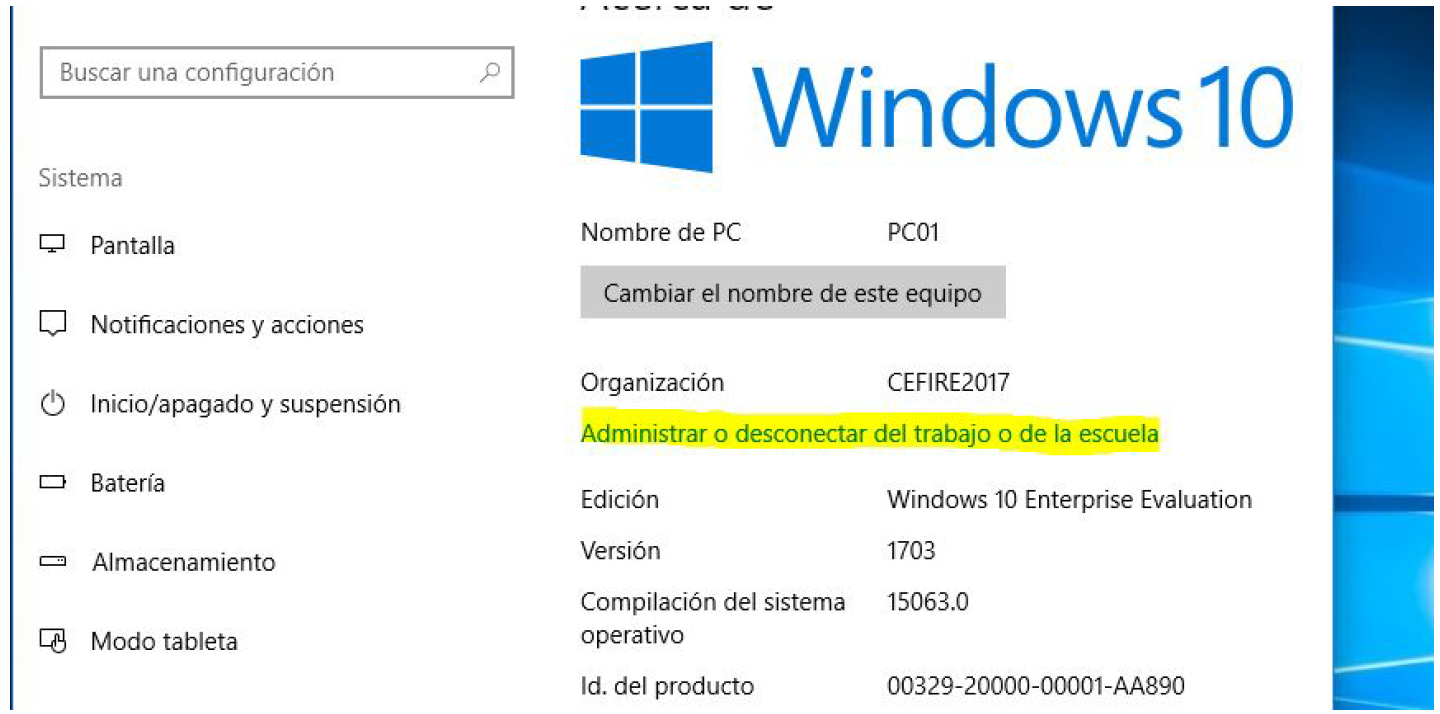 Acerca de
Buscar una configuración
Windows 10
Sistema
Pantalla
Notificaciones y acciones
Inicio/apagado y suspensión
Batería
Almacenamiento
Modo tableta
Nombre de PC PC01
Cambiar el nombre de este equipo
Organización CEFIRE2017
Administrar o desconectar del trabajo o de la escuela
Edición Windows 10 Enterprise Evaluation
Versión 1703
Compilación del sistema 15063.0
operativo
Id. del producto 00329-20000-00001-AA890